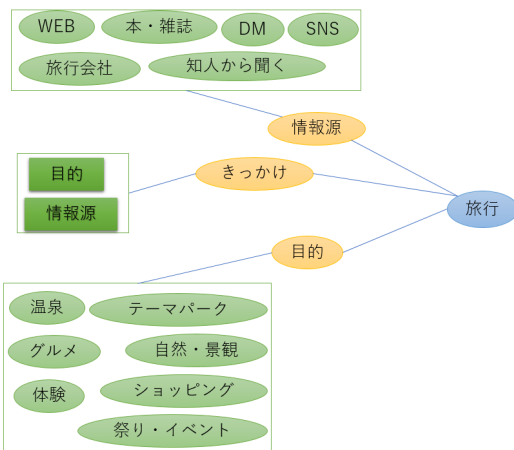 WEB
本・雑誌
DM
SNS
旅行会社
知人から聞く
情報源
目的
きっかけ
情報源
旅行
目的
温泉
テーマパーク
グルメ
自然・景観
体験
ショッピング
祭り・イベント